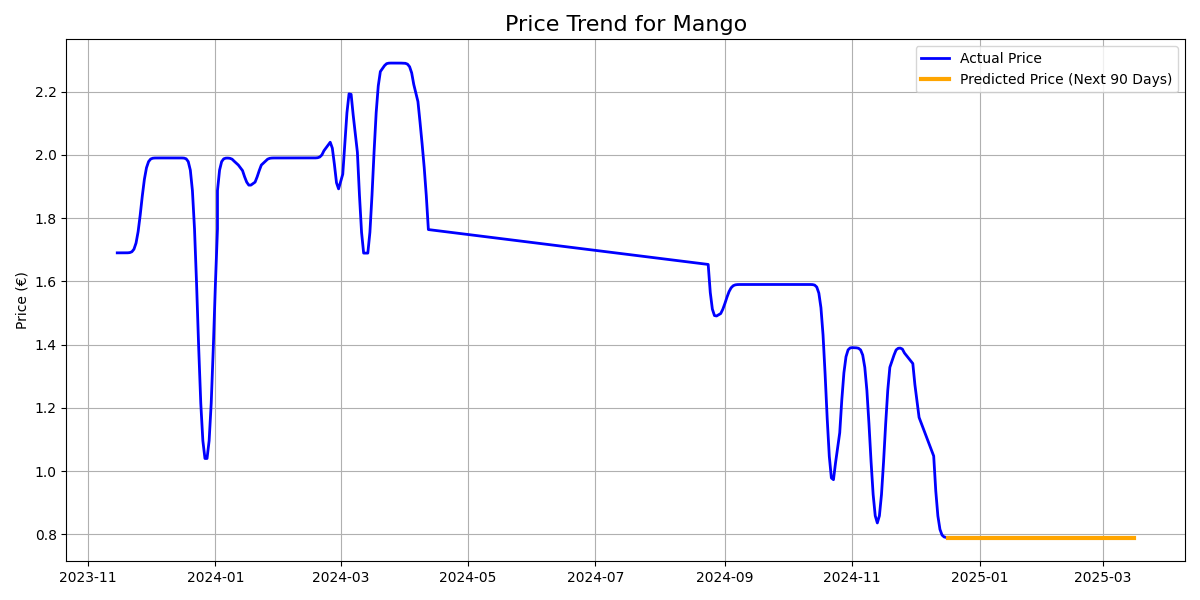 Price Trend for Mango
Actual Price
Predicted Price (Next 90 Days)
Price (€)
2.2
2.0
1.8
1.6
1.4
1.2
1.0
0.8
2023-11 2024-01 2024-03 2024-05 2024-07 2024-09 2024-11 2025-01 2025-03